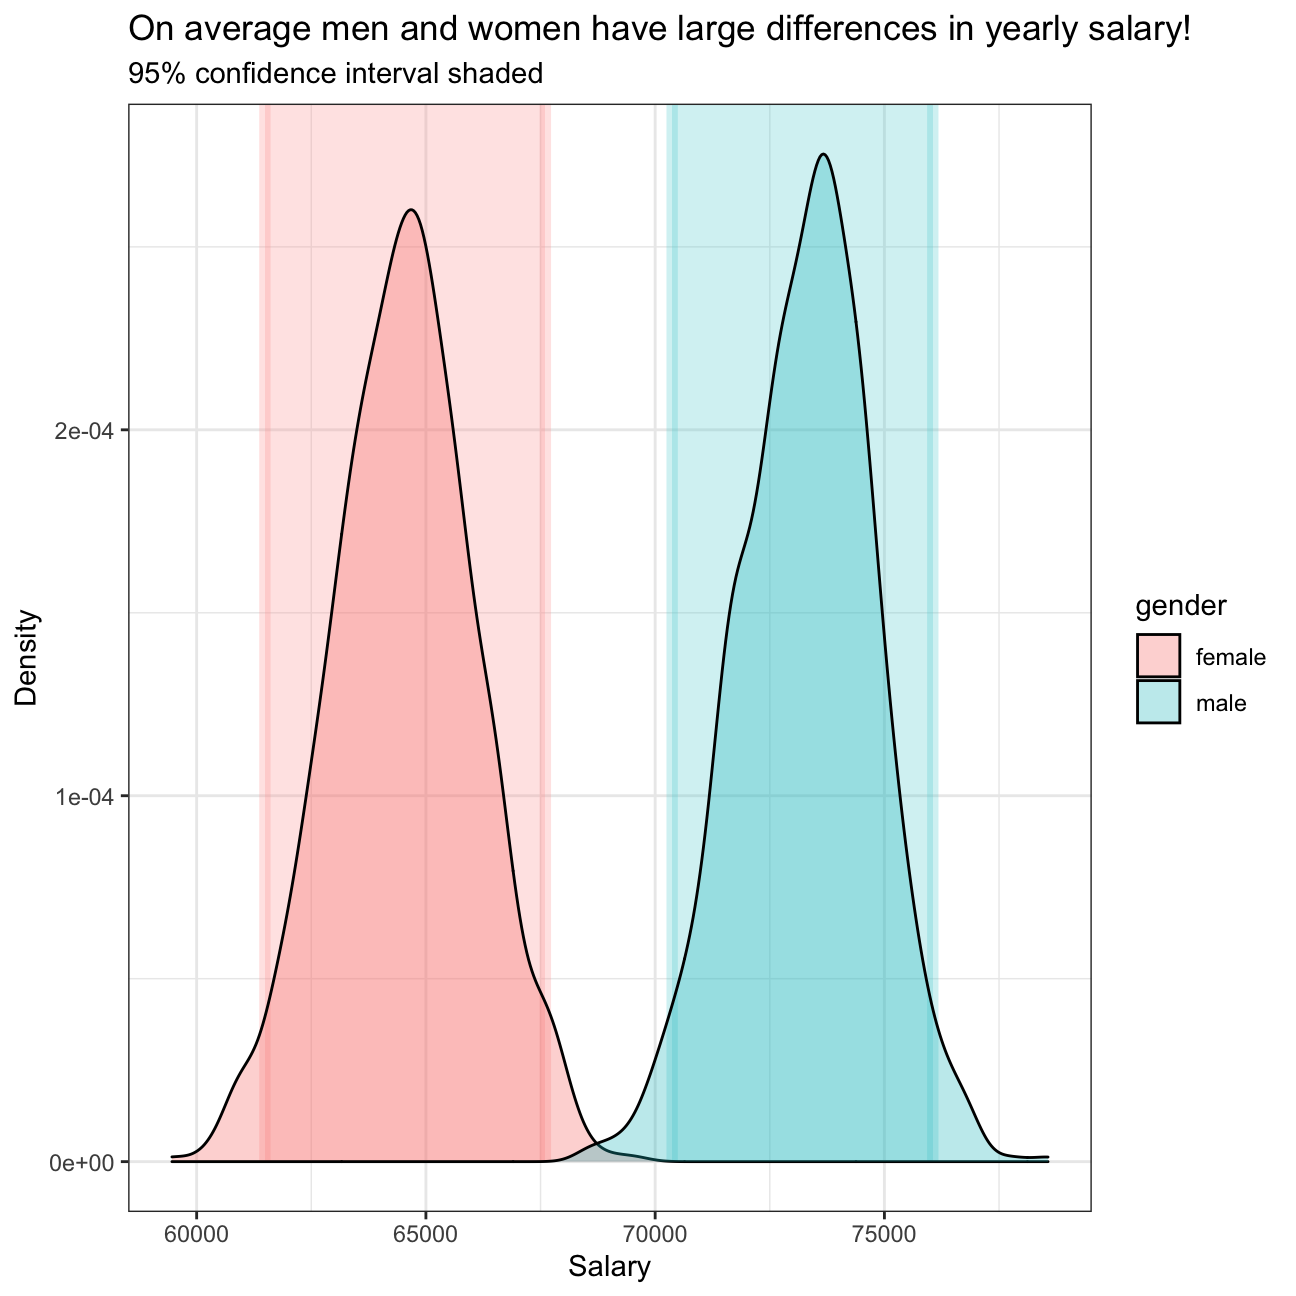 On average men and women have large differences in yearly salary!
95% confidence interval shaded
2e-04
1e-04
0e+00
Density
60000
65000
70000
75000
Salary
gender
female
male